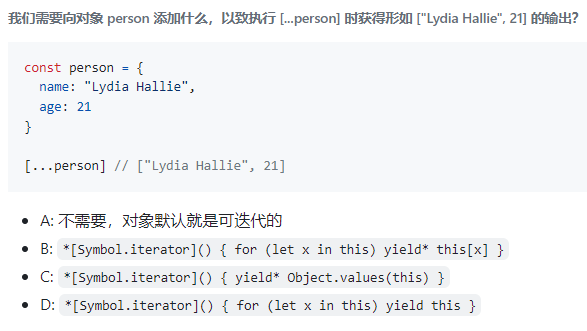 我们需要向对象 person 添加什么，以致执行 [...person] 时获得形如 ["Lydia Hallie", 21] 的输出？
const person = {
  name: "Lydia Hallie",
  age: 21
}
[...person] // ["Lydia Hallie", 21]
• A: 不需要，对象默认就是可迭代的
• B: *[Symbol.iterator]() { for (let x in this) yield* this[x] }
• C: *[Symbol.iterator]() { yield* Object.values(this) }
• D: *[Symbol.iterator]() { for (let x in this) yield this }